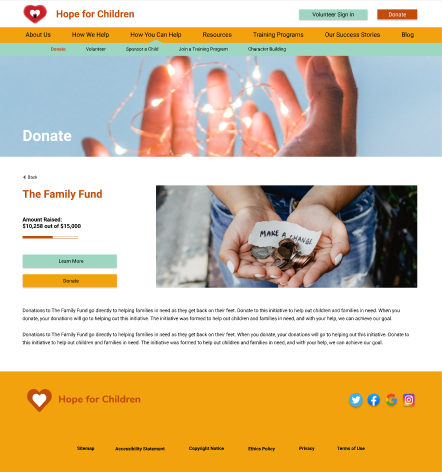 Hope for Children
Volunteer Sign In
Donate
About Us
How We Help
How You Can Help
Resources
Training Programs
Our Success Stories
Blog
Donate
Volunteer
Sponsor a Child
Join a Training Program
Character Building
Donate
Back
The Family Fund
Amount Raised:
$10,258 out of $15,000
MAKE A
CHANGE
Learn More
Donate
Donations to The Family Fund go directly to helping families in need as they get back on their feet. Donate to this initiative to help out children and families in need. When you
donate, your donations will go to helping out this initiative. The initiative was formed to help out children and families in need, and with your help, we can achieve our goal.
Donations to The Family Fund go directly to helping families in need as they get back on their feet. When you donate, your donations will go to helping out this initiative. Donate to
this initiative to help out children and families in need. The initiative was formed to help out children and families in need, and with your help, we can achieve our goal.
Hope for Children
Sitemap
Accessibility Statement
Copyright Notice
Ethics Policy
Privacy
Terms of Use